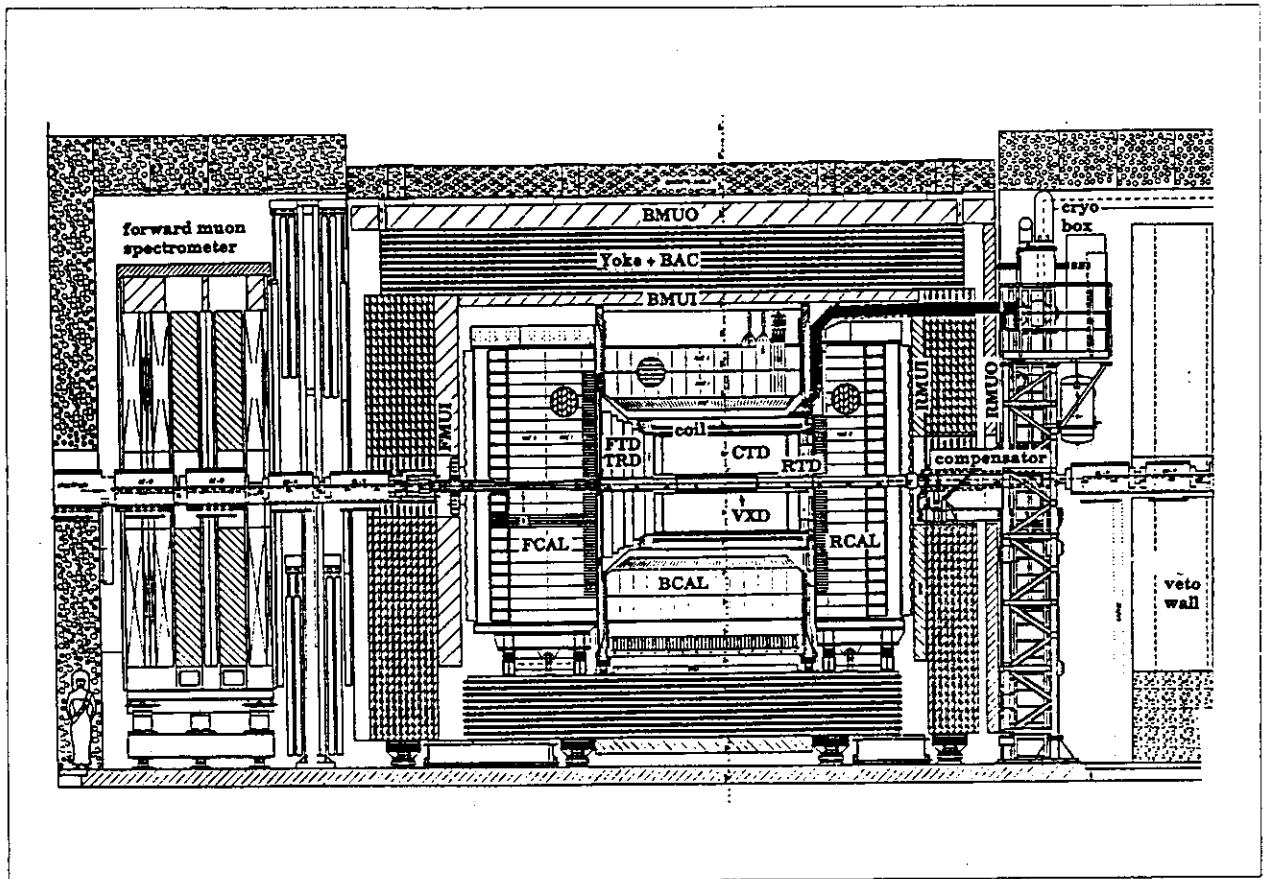 BMUO
forward muon
spectrometer
cryo
box
Yoke + BAC
BMUI
FMUI
RMUI
RMUO
coil
FTD
TRD
CTD
RTD
compensator
VXD
FCAL
RCAL
BCAL
veto
wall